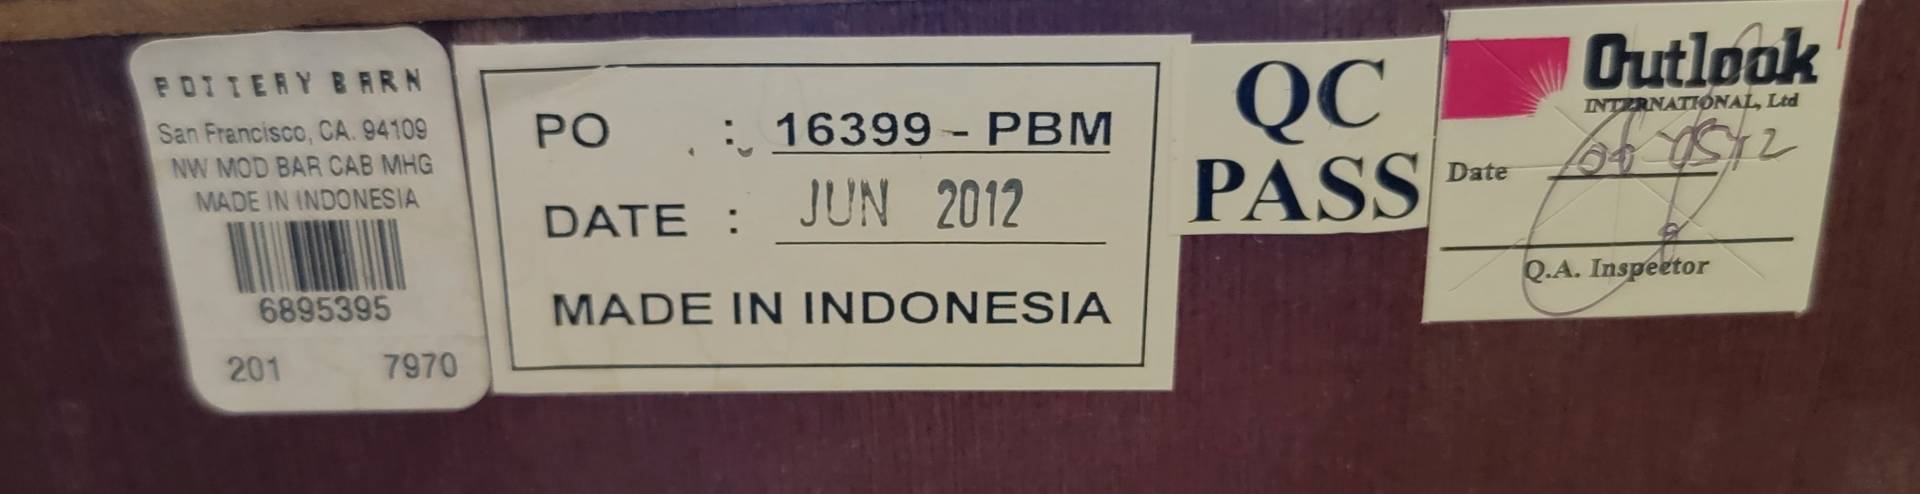 POTTERY BARN
San Francisco, CA. 94109
NW MOD BAR CAB MHG
MADE IN INDONESIA
6895395
201 7970
PO : 16399 - PBM
DATE : JUN 2012
MADE IN INDONESIA
QC
PASS
Outlook
INTERNATIONAL, Ltd
Date
Q.A. Inspector